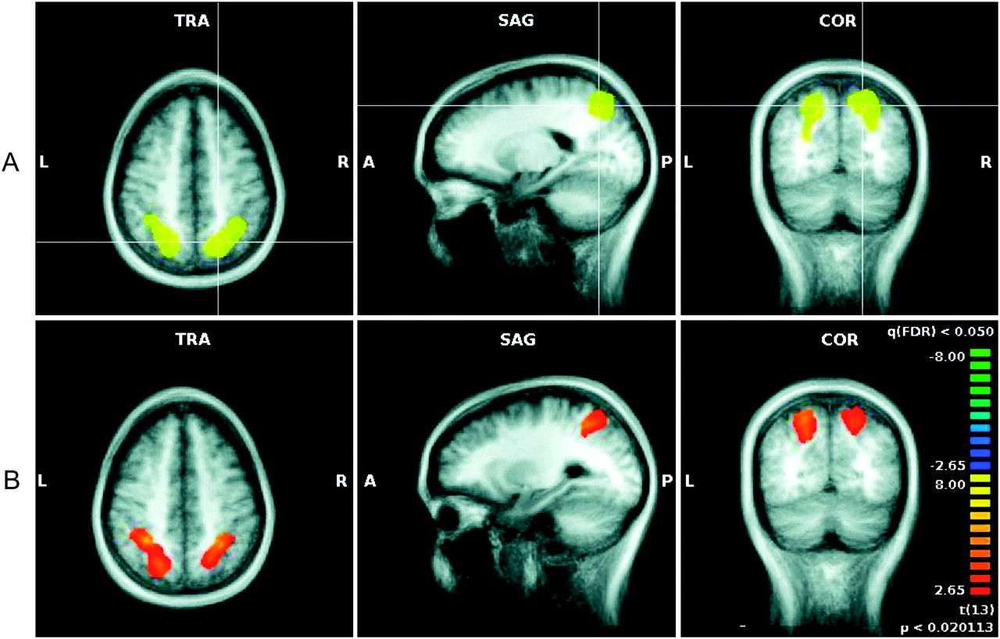 TRA
SAG
COR
A
L
R
A
P
L
R
TRA
SAG
COR
q(FDR) < 0.050
-8.00
-2.65
8.00
B
L
R
A
P
L
2.65
t(13)
p < 0.020113